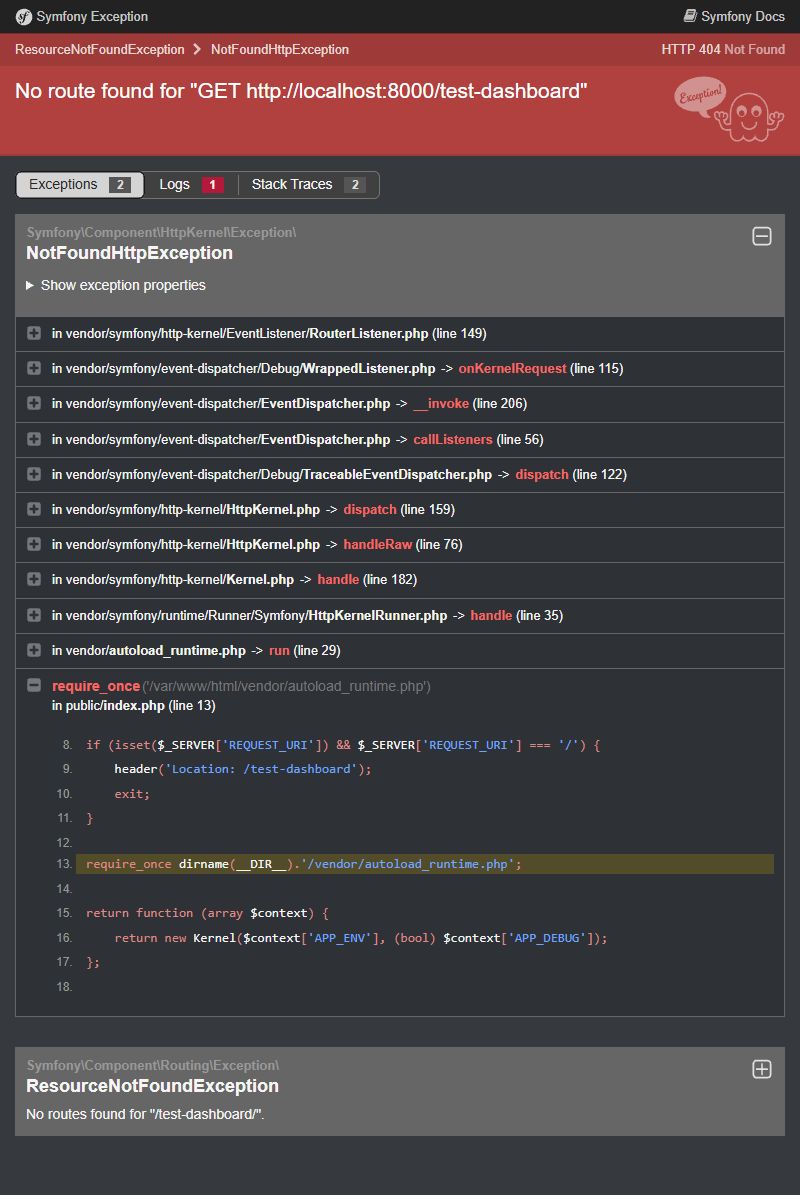 Symfony Exception
Symfony Docs
ResourceNotFoundException > NotFoundHttpException
HTTP 404 Not Found
No route found for "GET http://localhost:8000/test-dashboard"
Exception!
Exceptions 2 Logs 1 Stack Traces 2
Symfony\Component\HttpKernel\Exception\
NotFoundHttpException
Show exception properties
in vendor/symfony/http-kernel/EventListener/RouterListener.php (line 149)
in vendor/symfony/event-dispatcher/Debug/WrappedListener.php -> onKernelRequest (line 115)
in vendor/symfony/event-dispatcher/EventDispatcher.php -> __invoke (line 206)
in vendor/symfony/event-dispatcher/EventDispatcher.php -> callListeners (line 56)
in vendor/symfony/event-dispatcher/Debug/TraceableEventDispatcher.php -> dispatch (line 122)
in vendor/symfony/http-kernel/HttpKernel.php -> dispatch (line 159)
in vendor/symfony/http-kernel/HttpKernel.php -> handleRaw (line 76)
in vendor/symfony/http-kernel/Kernel.php -> handle (line 182)
in vendor/symfony/runtime/Runner/Symfony/HttpKernelRunner.php -> handle (line 35)
in vendor/autoload_runtime.php -> run (line 29)
require_once('/var/www/html/vendor/autoload_runtime.php')
in public/index.php (line 13)
8. if (isset($_SERVER['REQUEST_URI']) && $_SERVER['REQUEST_URI'] === '/') {
9. header('Location: /test-dashboard');
10. exit;
11. }
12.
13. require_once dirname(__DIR__).'/vendor/autoload_runtime.php';
14.
15. return function (array $context) {
16. return new Kernel($context['APP_ENV'], (bool) $context['APP_DEBUG']);
17. };
18.
Symfony\Component\Routing\Exception\
ResourceNotFoundException
No routes found for "/test-dashboard/".